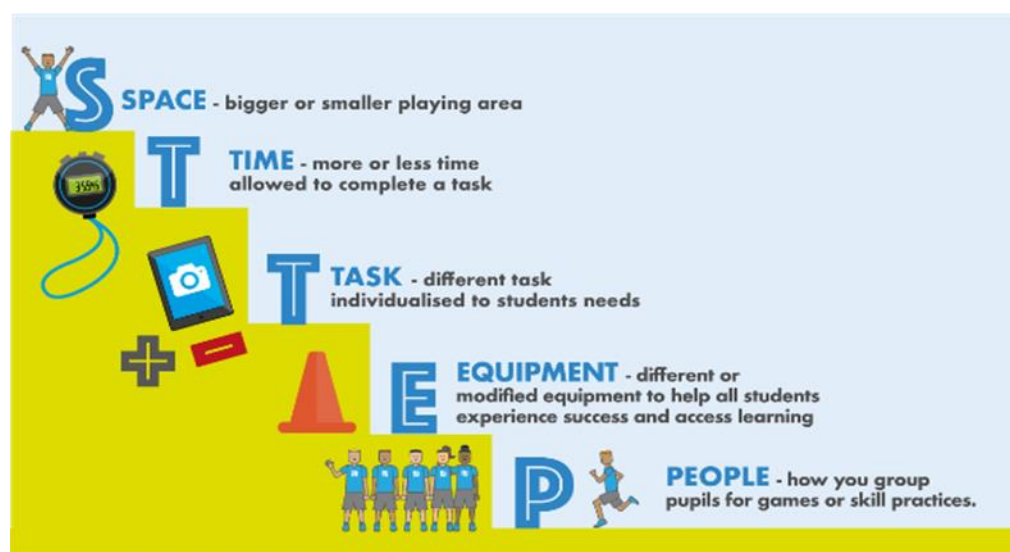 S SPACE - bigger or smaller playing area
T TIME - more or less time
allowed to complete a task
T TASK - different task
individualised to students needs
E EQUIPMENT - different or
modified equipment to help all students
experience success and access learning
P PEOPLE - how you group
pupils for games or skill practices.